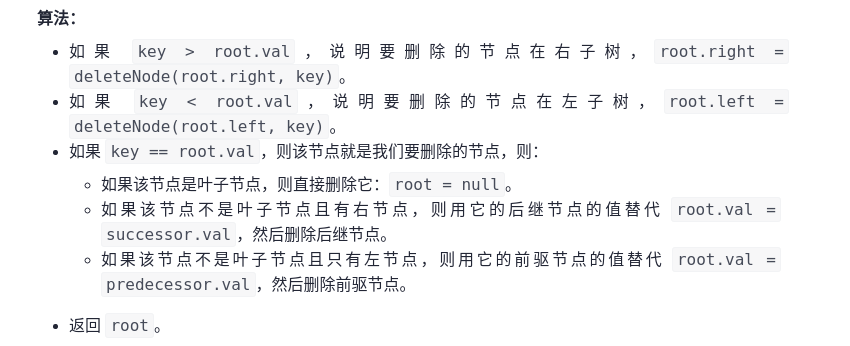 算法：
• 如果 key > root.val ，说明要删除的节点在右子树，root.right =
deleteNode(root.right, key)。
• 如果 key < root.val ，说明要删除的节点在左子树，root.left =
deleteNode(root.left, key)。
• 如果 key == root.val，则该节点就是我们要删除的节点，则：
◦ 如果该节点是叶子节点，则直接删除它：root = null。
◦ 如果该节点不是叶子节点且有右节点，则用它的后继节点的值替代 root.val =
successor.val，然后删除后继节点。
◦ 如果该节点不是叶子节点且只有左节点，则用它的前驱节点的值替代 root.val =
predecessor.val，然后删除前驱节点。
• 返回 root。